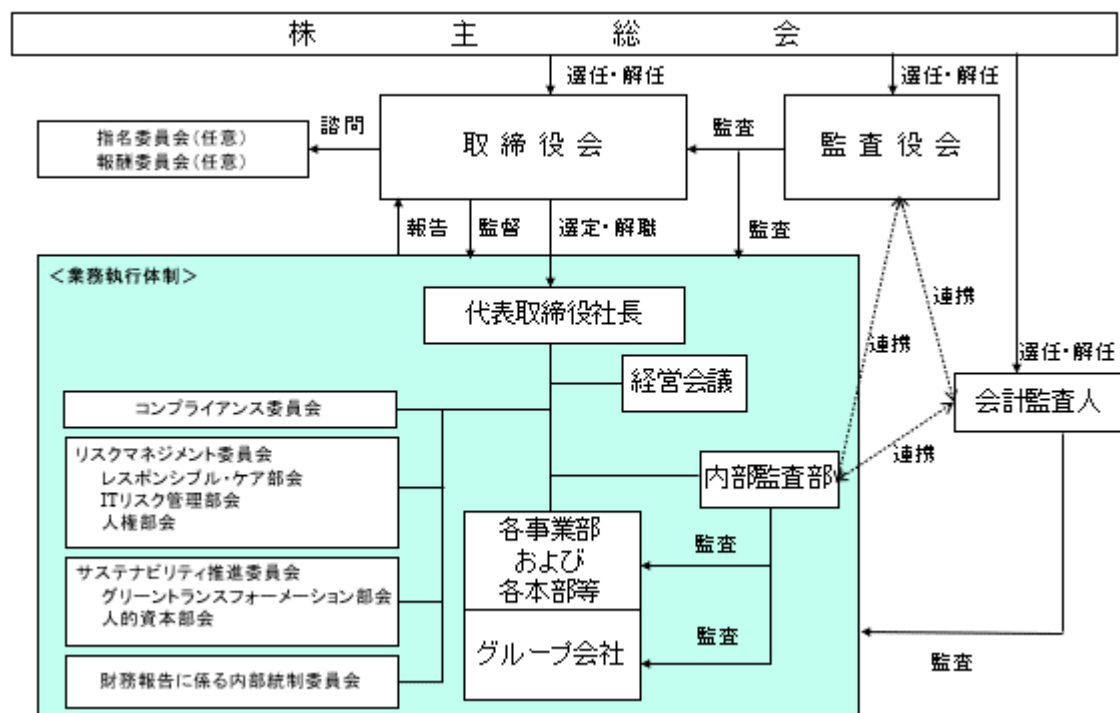 株主総会
選任・解任
選任・解任
指名委員会(任意)
報酬委員会(任意)
諮問
取締役会
監査
監査役会
報告
監督
選定・解職
監査
<業務執行体制>
代表取締役社長
連携
連携
選任・解任
経営会議
会計監査人
コンプライアンス委員会
リスクマネジメント委員会
レスポンシブル・ケア部会
ITリスク管理部会
人権部会
内部監査部
連携
各事業部
および
各本部等
監査
サステナビリティ推進委員会
グリーントランスフォーメーション部会
人的資本部会
グループ会社
監査
監査
財務報告に係る内部統制委員会